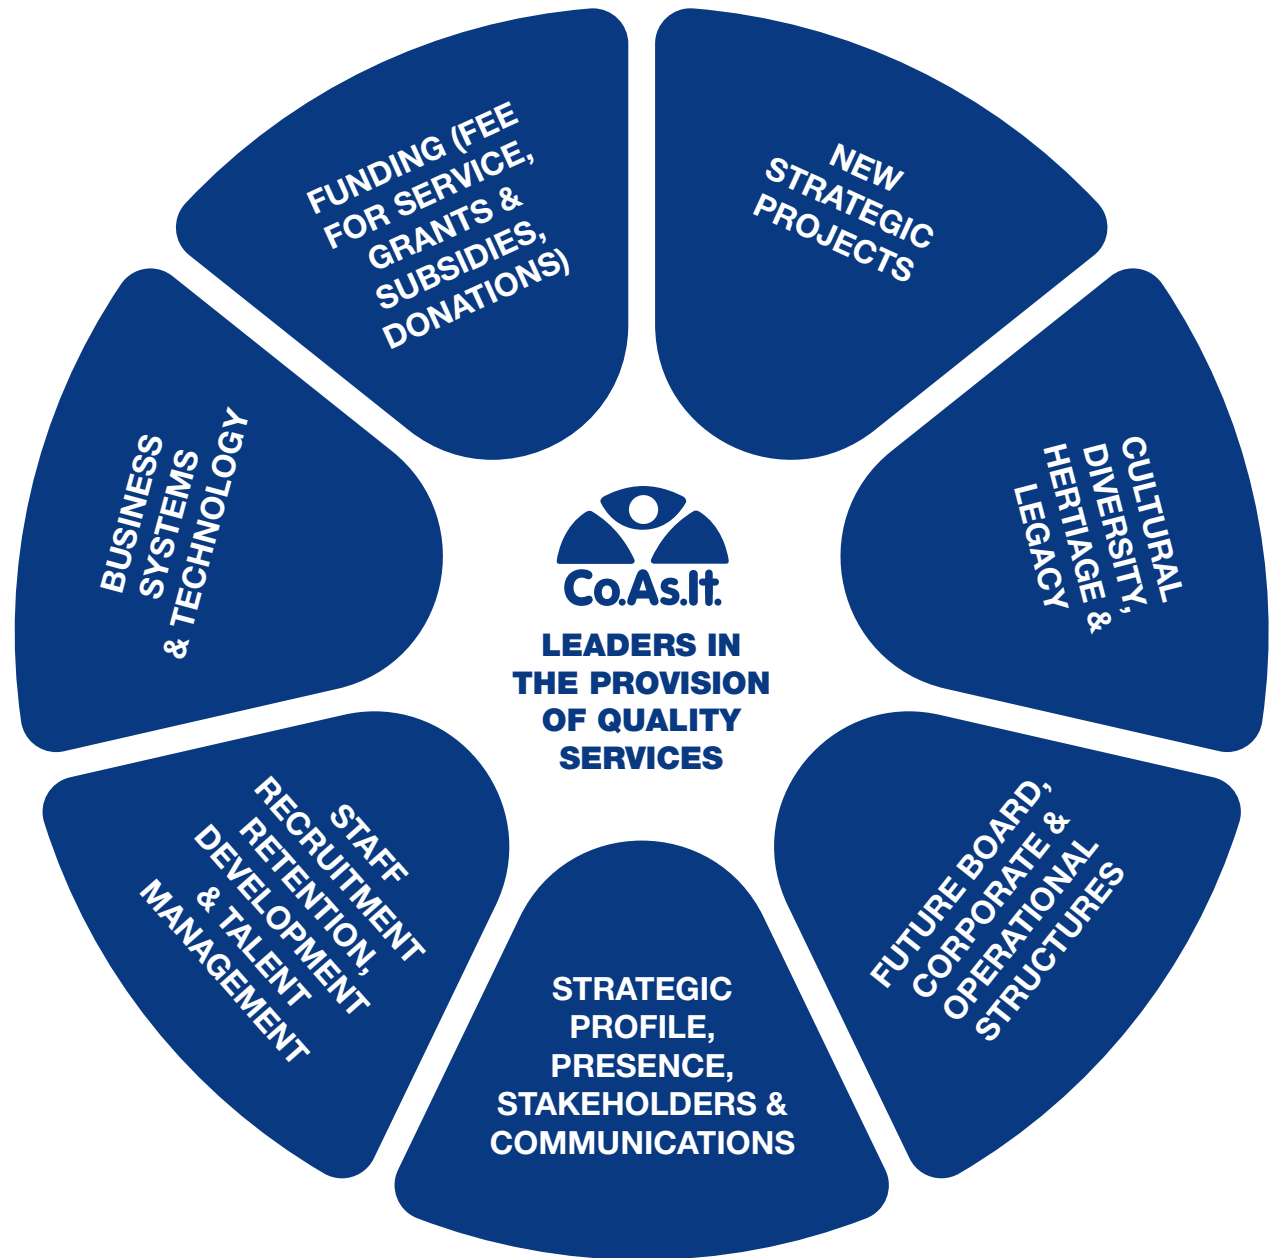 FUNDING (FEE
FOR SERVICE,
GRANTS &
SUBSIDIES,
DONATIONS)
NEW
STRATEGIC
PROJECTS
CULTURAL
DIVERSITY,
HERTIAGE &
LEGACY
FUTURE BOARD,
CORPORATE &
OPERATIONAL
STRUCTURES
STRATEGIC
PROFILE,
PRESENCE,
STAKEHOLDERS &
COMMUNICATIONS
STAFF
RECRUITMENT
RETENTION,
DEVELOPMENT
& TALENT
MANAGEMENT
BUSINESS
SYSTEMS
& TECHNOLOGY
Co.As.It.
LEADERS IN
THE PROVISION
OF QUALITY
SERVICES